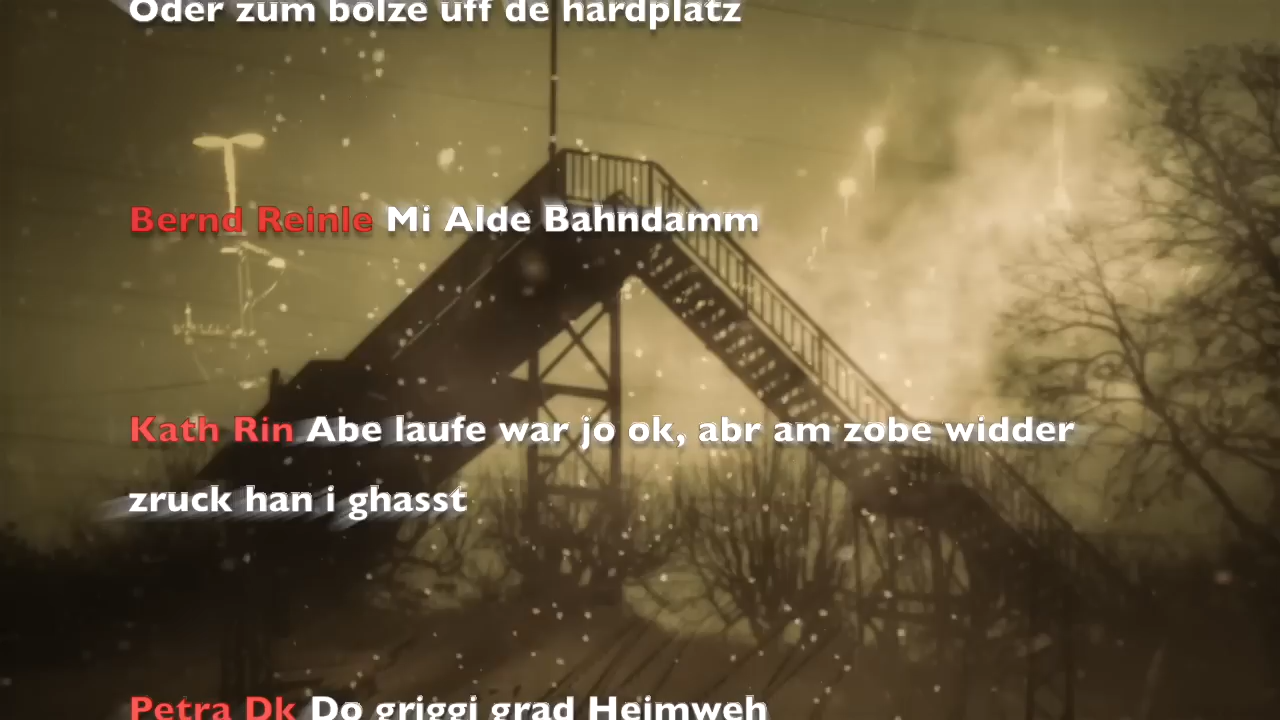 Oder zum bolze uff de hardplatz
Bernd Reinle Mi Alde Bahndamm
Kath Rin Abe laufe war jo ok, abr am zobe widder
zruck han i ghasst
Petra Dk Do griggi grad Heimweh